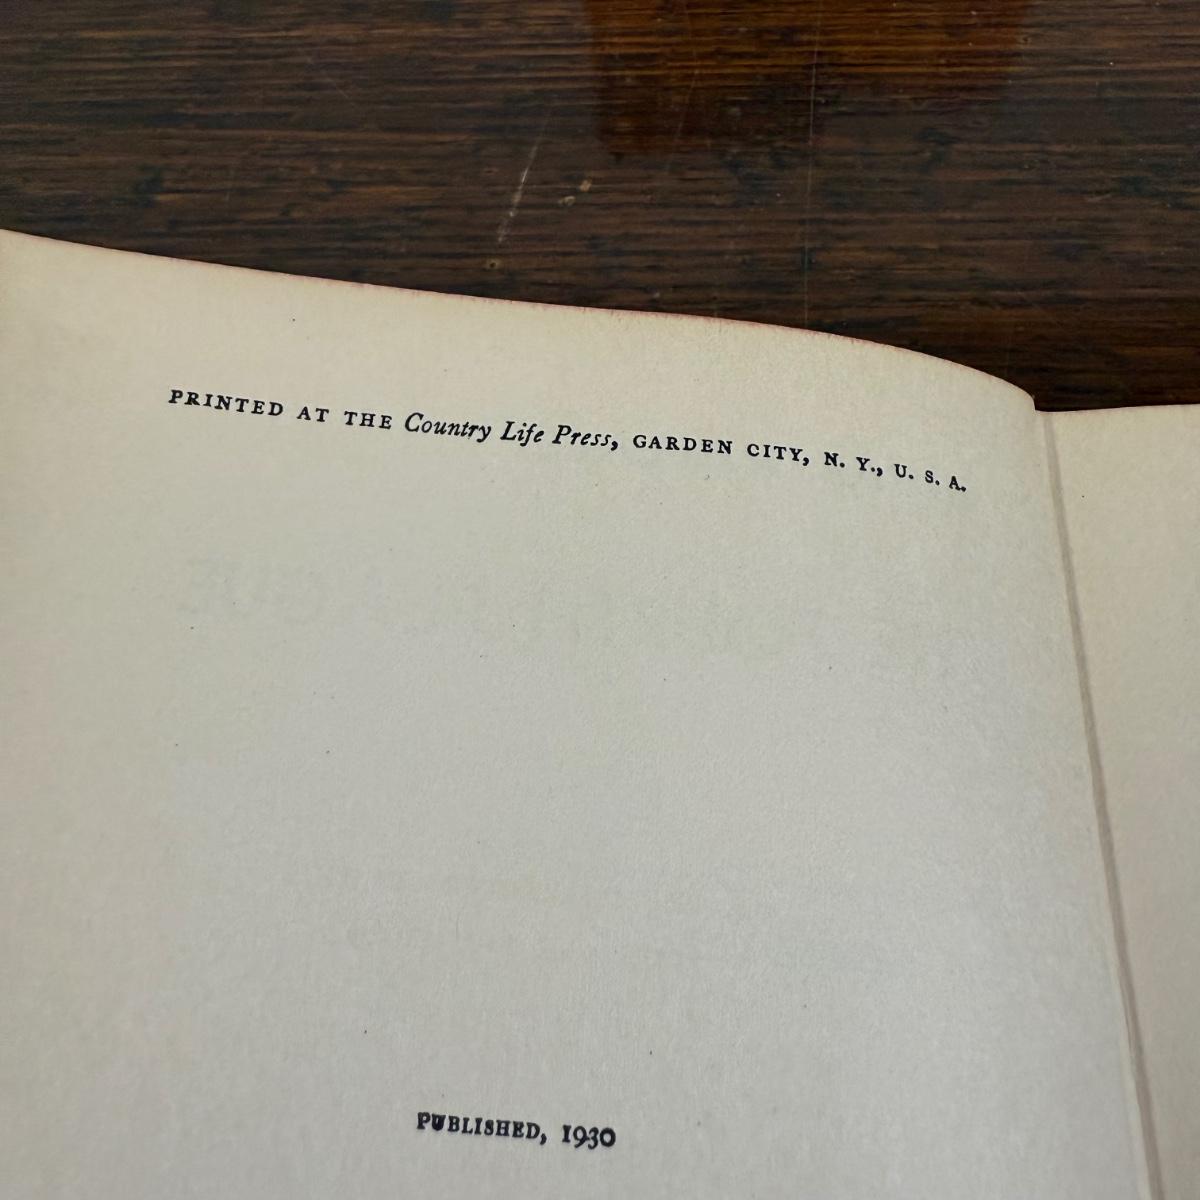 PRINTED AT THE Country Life Press, GARDEN CITY, N. Y., U. S. A.
PUBLISHED, 1930